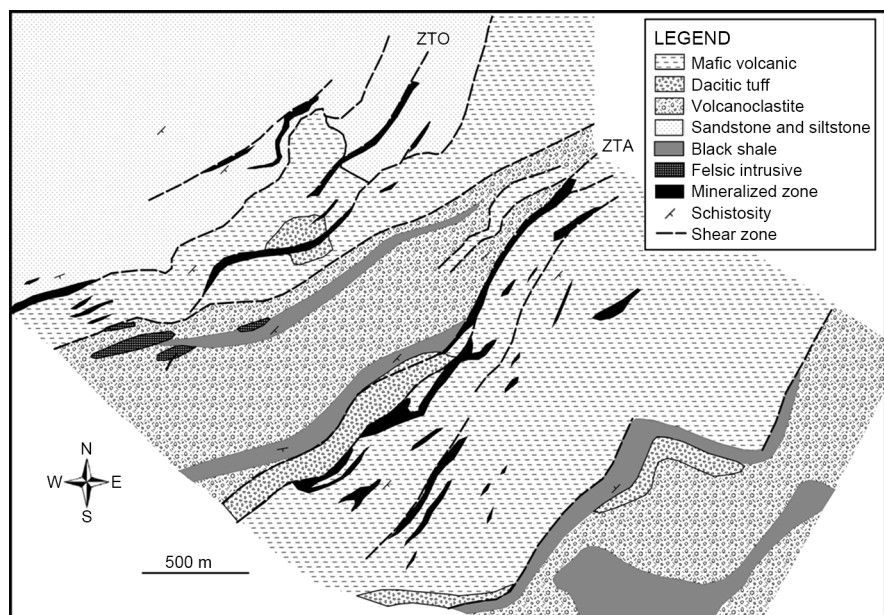 ZTO
ZTA
LEGEND
Mafic volcanic
Dacitic tuff
Volcanoclastite
Sandstone and siltstone
Black shale
Felsic intrusive
Mineralized zone
Schistosity
Shear zone
N
W E
S
500 m